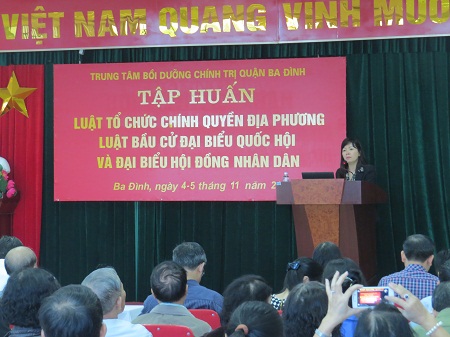 VIỆT NAM QUANG VINH MUÔ
TRUNG TÂM BỒI DƯỠNG CHÍNH TRỊ QUẬN BA ĐÌNH
TẬP HUẤN
LUẬT TỔ CHỨC CHÍNH QUYỀN ĐỊA PHƯƠNG
LUẬT BẦU CỬ ĐẠI BIỂU QUỐC HỘI
VÀ ĐẠI BIỂU HỘI ĐỒNG NHÂN DÂN
Ba Đình, ngày 4-5 tháng 11 năm 2